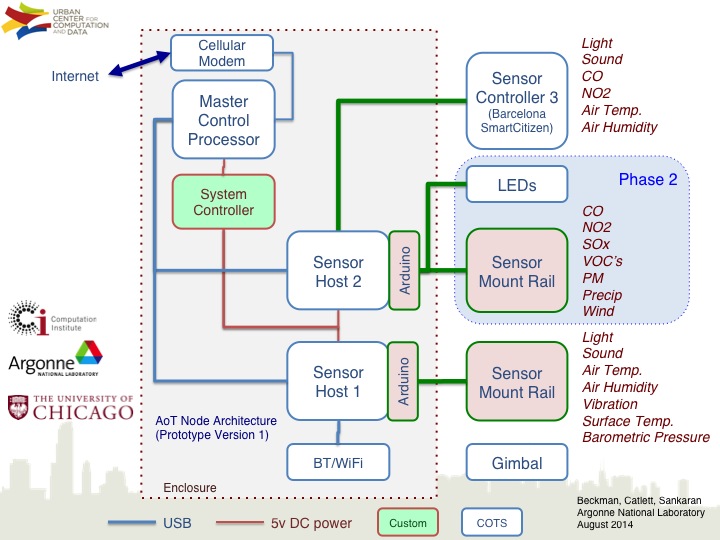 URBAN
CENTER FOR
COMPUTATION
AND DATA
Internet
Cellular
Modem
Master
Control
Processor
System
Controller
Sensor
Host 2
Arduino
Sensor
Host 1
Arduino
BT/WiFi
AoT Node Architecture
(Prototype Version 1)
Enclosure
Sensor
Controller 3
(Barcelona
SmartCitizen)
Light
Sound
CO
NO2
Air Temp.
Air Humidity
Phase 2
LEDs
Sensor
Mount Rail
CO
NO2
SOx
VOC's
PM
Precip
Wind
Sensor
Mount Rail
Light
Sound
Air Temp.
Air Humidity
Vibration
Surface Temp.
Barometric Pressure
Gimbal
Ci Computation
Institute
Argonne
NATIONAL LABORATORY
THE UNIVERSITY OF
CHICAGO
USB
5v DC power
Custom
COTS
Beckman, Catlett, Sankaran
Argonne National Laboratory
August 2014